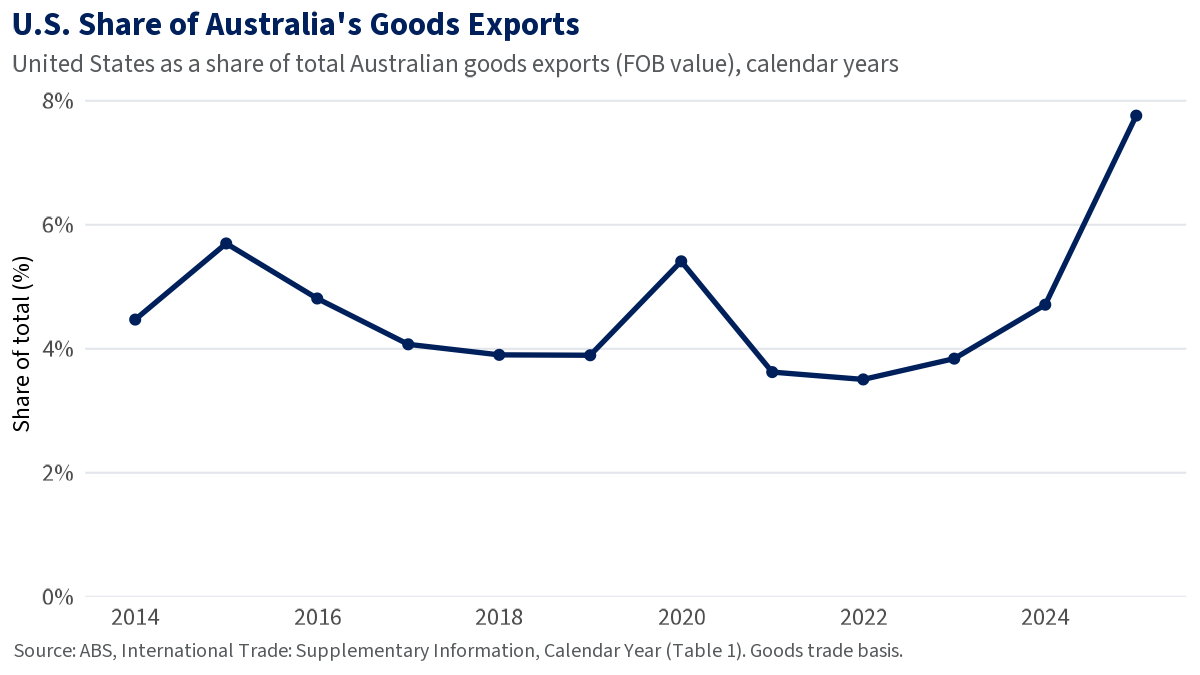 U.S. Share of Australia's Goods Exports
United States as a share of total Australian goods exports (FOB value), calendar years
8%
6%
4%
2%
0%
Share of total (%)
2014 2016 2018 2020 2022 2024
Source: ABS, International Trade: Supplementary Information, Calendar Year (Table 1). Goods trade basis.